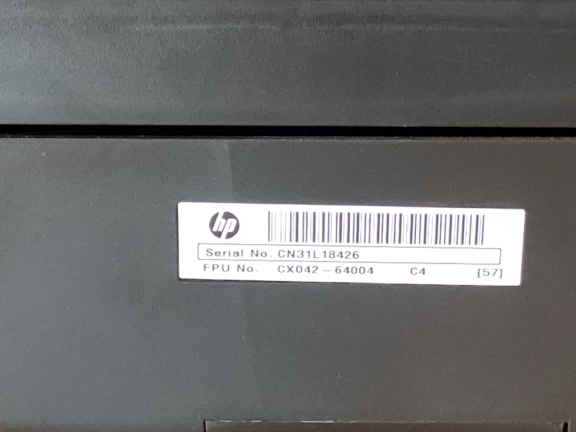 hp
Serial No. CN31L18426
FPU No. CX042-64004 C4 [57]